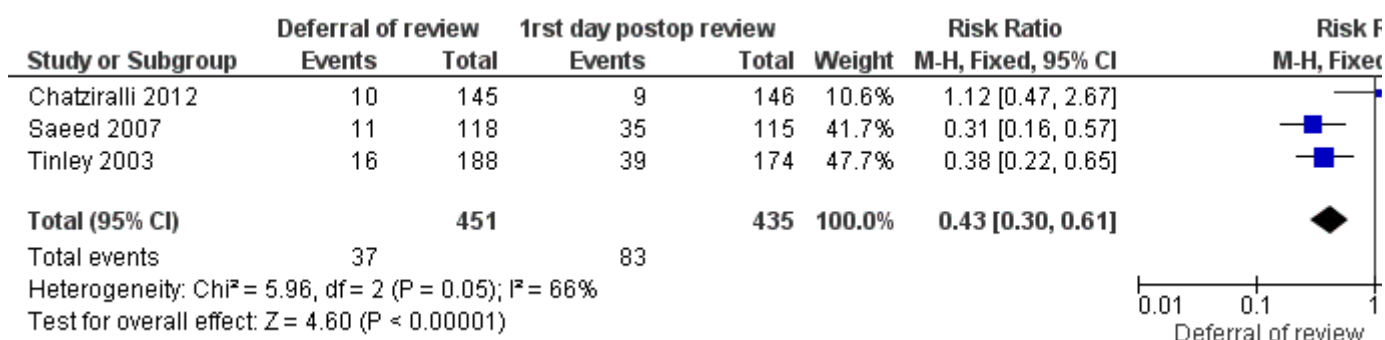 Deferral of review 1rst day postop review Risk Ratio Risk R
Study or Subgroup Events Total Events Total Weight M-H, Fixed, 95% CI M-H, Fixed
Chatziralli 2012 10 145 9 146 10.6% 1.12 [0.47, 2.67]
Saeed 2007 11 118 35 115 41.7% 0.31 [0.16, 0.57]
Tinley 2003 16 188 39 174 47.7% 0.38 [0.22, 0.65]
Total (95% CI) 451 435 100.0% 0.43 [0.30, 0.61]
Total events 37 83
Heterogeneity: Chi² = 5.96, df = 2 (P = 0.05); I² = 66%
Test for overall effect: Z = 4.60 (P < 0.00001)
0.01 0.1 1
Deferral of review